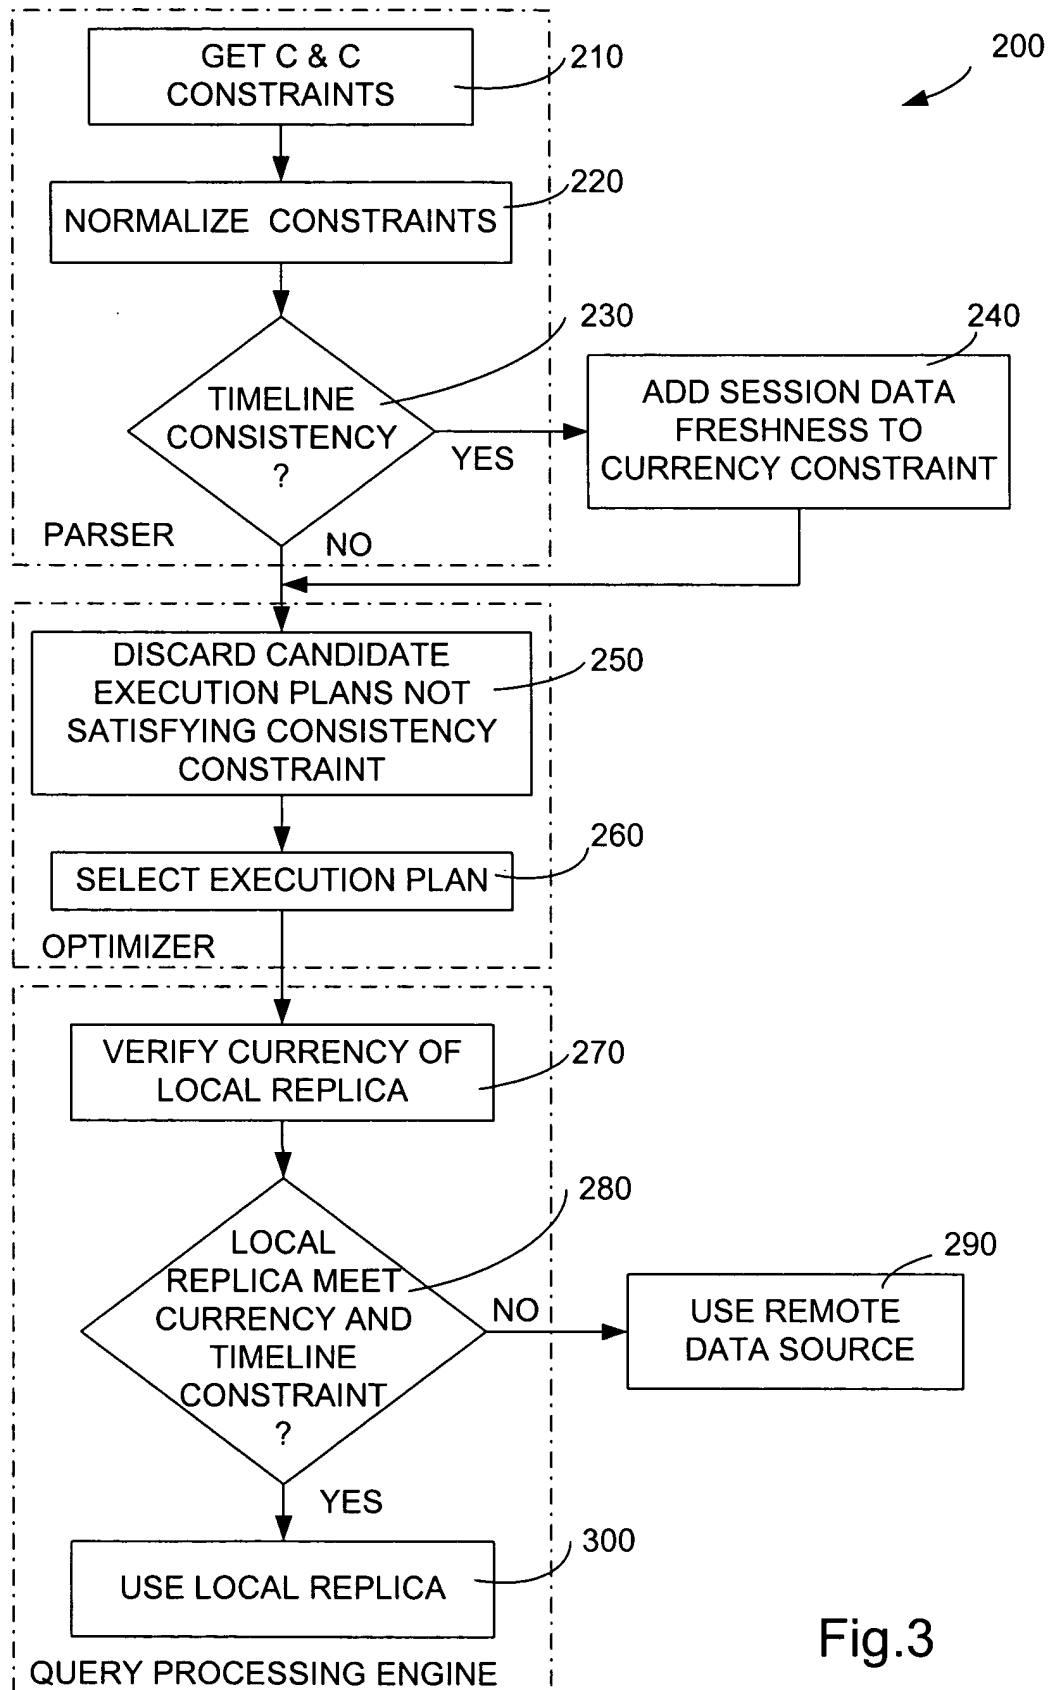 200
GET C & C
CONSTRAINTS
210
NORMALIZE CONSTRAINTS
220
TIMELINE
CONSISTENCY
?
230
YES
NO
ADD SESSION DATA
FRESHNESS TO
CURRENCY CONSTRAINT
240
PARSER
DISCARD CANDIDATE
EXECUTION PLANS NOT
SATISFYING CONSISTENCY
CONSTRAINT
250
SELECT EXECUTION PLAN
260
OPTIMIZER
VERIFY CURRENCY OF
LOCAL REPLICA
270
LOCAL
REPLICA MEET
CURRENCY AND
TIMELINE
CONSTRAINT
?
280
NO
USE REMOTE
DATA SOURCE
290
YES
USE LOCAL REPLICA
300
QUERY PROCESSING ENGINE
Fig.3